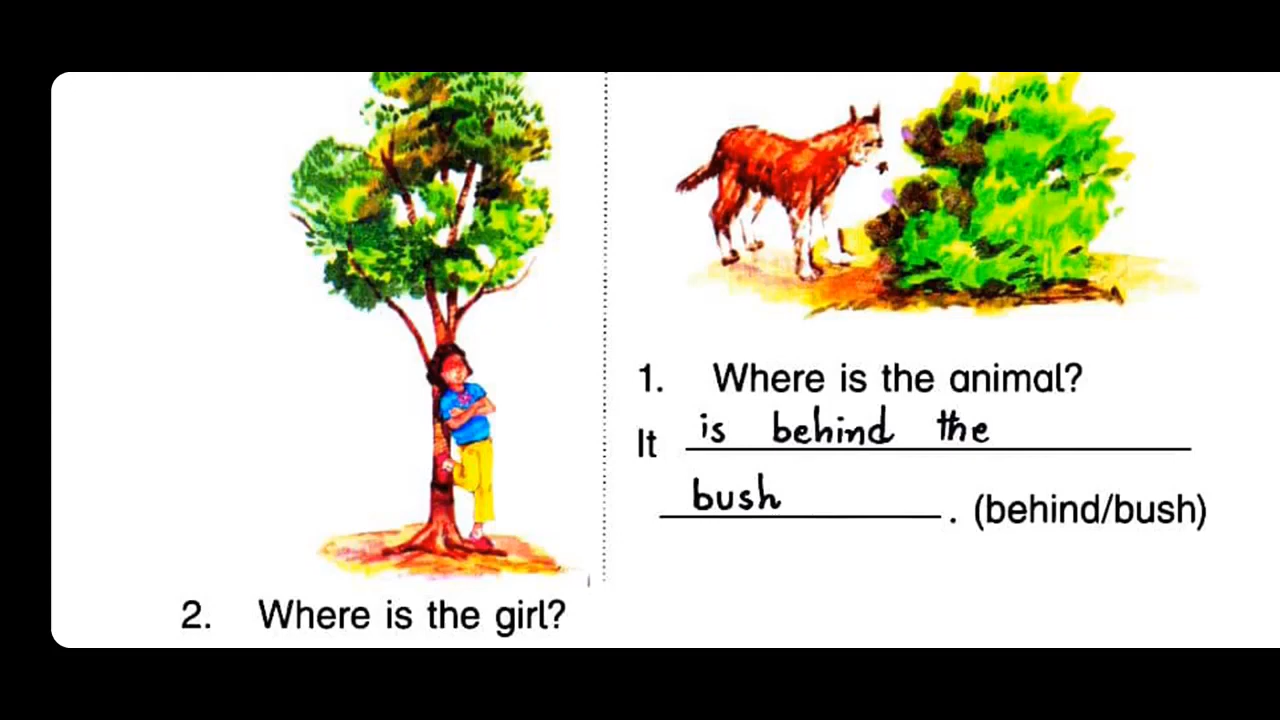 1. Where is the animal?
It is behind the
bush . (behind/bush)
2. Where is the girl?